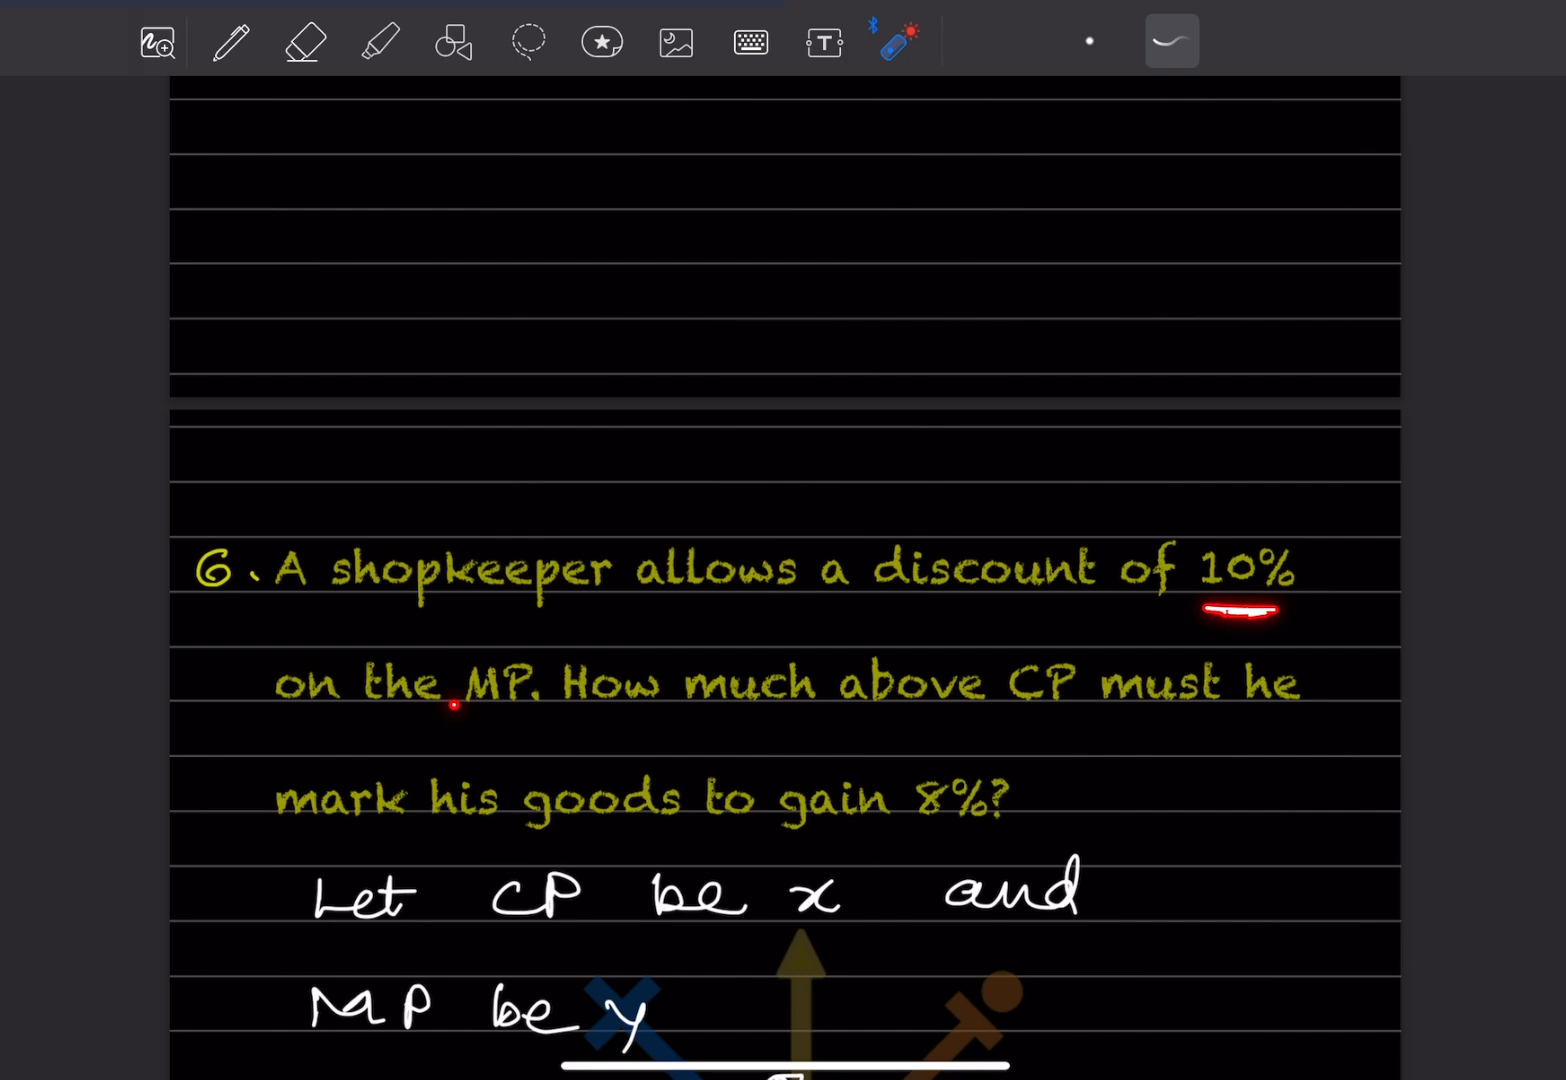 6. A shopkeeper allows a discount of 10%
on the MP. How much above CP must he
mark his goods to gain 8%?
Let CP be x and
MP be y